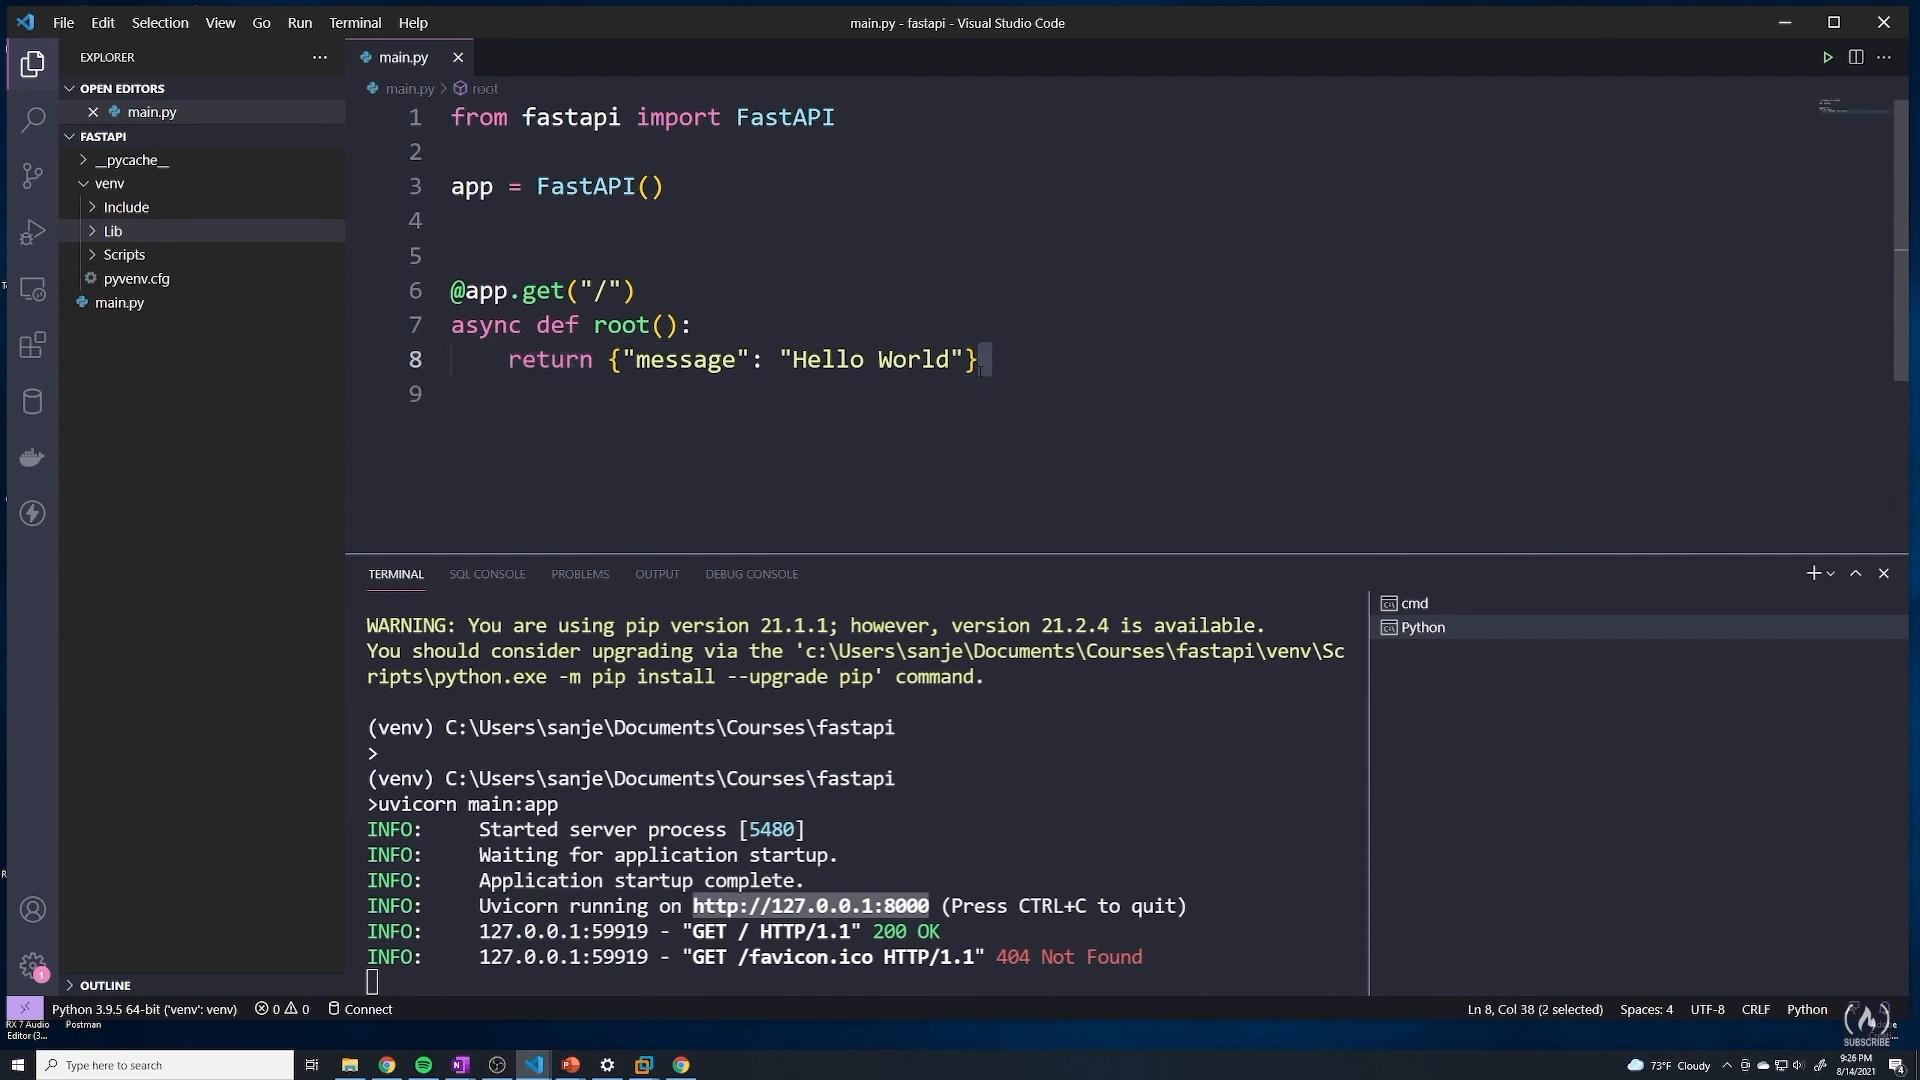 File Edit Selection View Go Run Terminal Help
main.py - fastapi - Visual Studio Code
EXPLORER
OPEN EDITORS
main.py
FASTAPI
__pycache__
venv
Include
Lib
Scripts
pyvenv.cfg
main.py
OUTLINE
main.py
main.py > root
1 from fastapi import FastAPI
2
3 app = FastAPI()
4
5
6 @app.get("/")
7 async def root():
8 return {"message": "Hello World"}
9
TERMINAL SQL CONSOLE PROBLEMS OUTPUT DEBUG CONSOLE
WARNING: You are using pip version 21.1.1; however, version 21.2.4 is available.
You should consider upgrading via the 'c:\Users\sanje\Documents\Courses\fastapi\venv\Sc
ripts\python.exe -m pip install --upgrade pip' command.
(venv) C:\Users\sanje\Documents\Courses\fastapi
>
(venv) C:\Users\sanje\Documents\Courses\fastapi
>uvicorn main:app
INFO: Started server process [5480]
INFO: Waiting for application startup.
INFO: Application startup complete.
INFO: Uvicorn running on http://127.0.0.1:8000 (Press CTRL+C to quit)
INFO: 127.0.0.1:59919 - "GET / HTTP/1.1" 200 OK
INFO: 127.0.0.1:59919 - "GET /favicon.ico HTTP/1.1" 404 Not Found
cmd
Python
1
Python 3.9.5 64-bit ('venv': venv) 0 0 Connect
Ln 8, Col 38 (2 selected) Spaces: 4 UTF-8 CRLF Python
RX 7 Audio
Editor (3...
Postman
SUBSCRIBE
Type here to search
73°F Cloudy
9:26 PM
8/14/2021
4